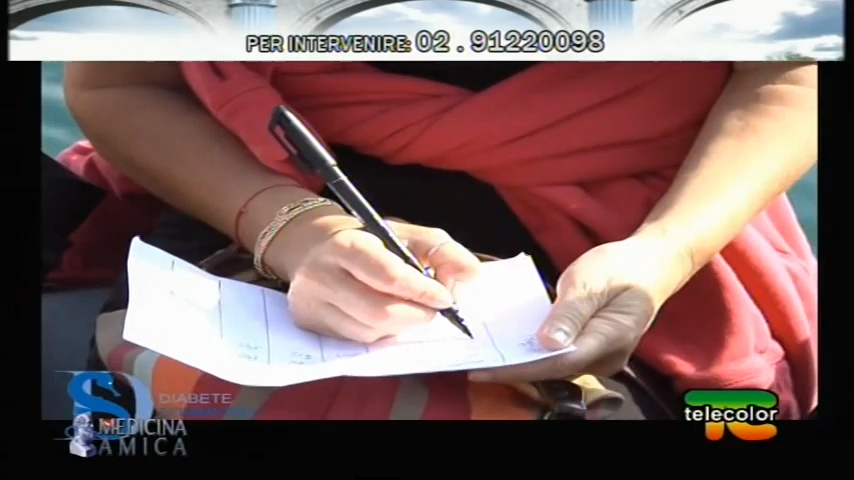 PER INTERVENIRE: 02 . 91220098
DIABETE
MEDICINA
AMICA
telecolor